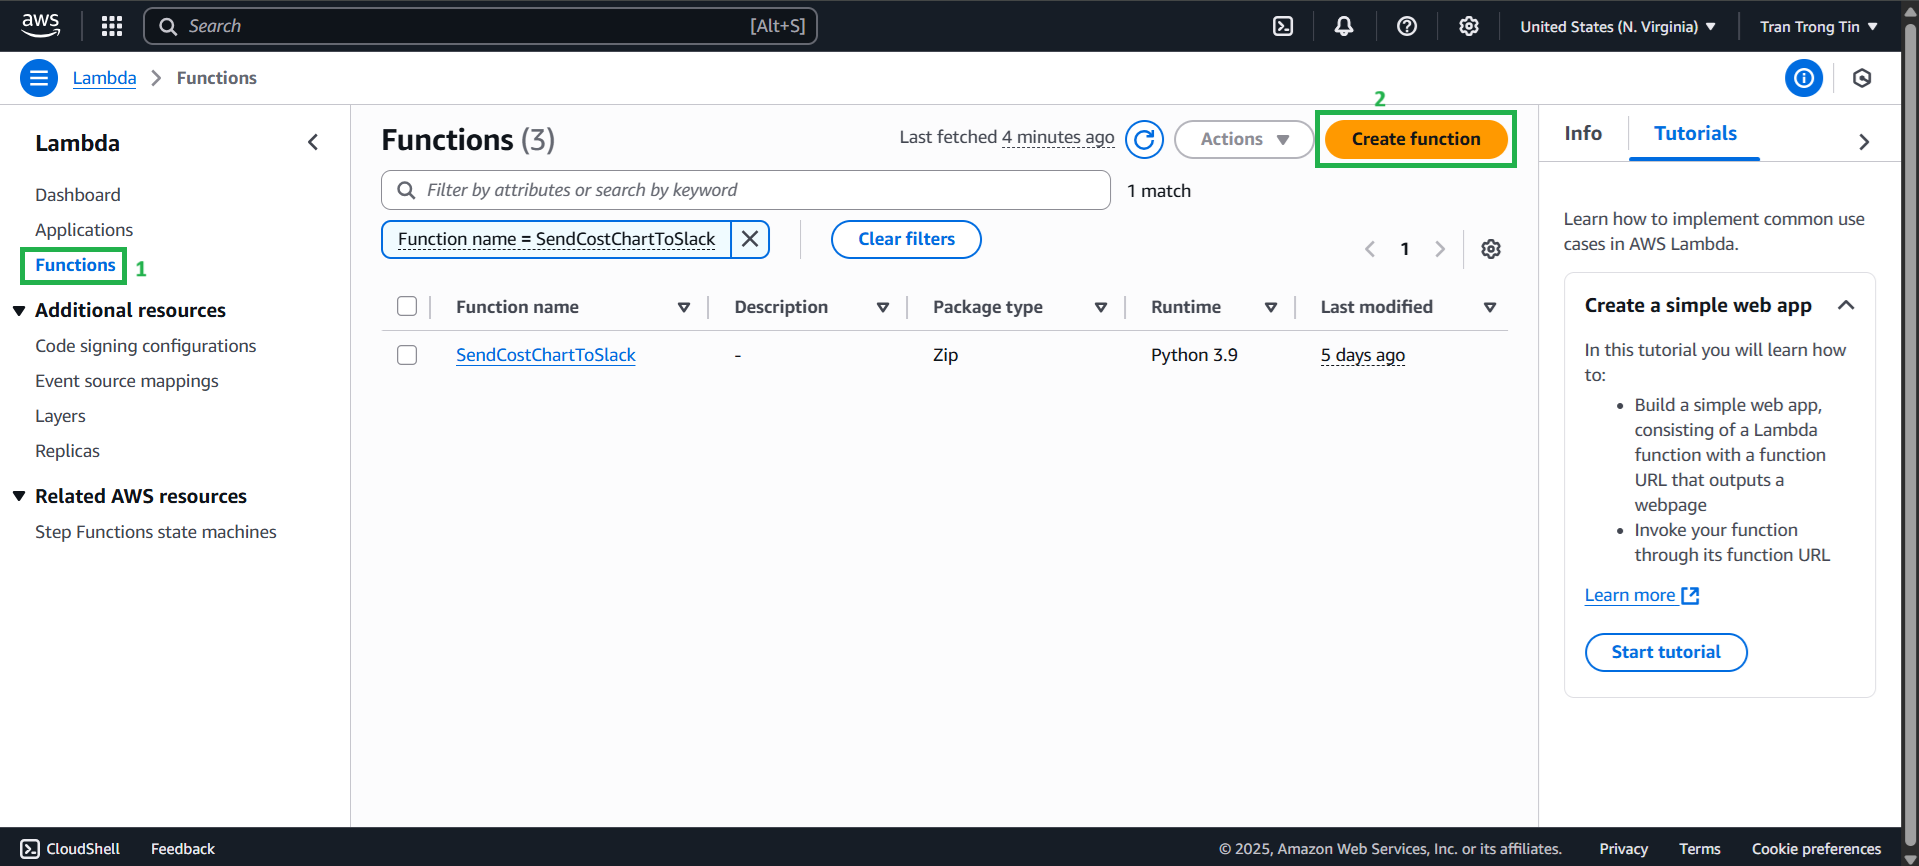 aws
Search
[Alt+S]
United States (N. Virginia)
Tran Trong Tin
Lambda
Functions
Lambda
Dashboard
Applications
Functions
1
Additional resources
Code signing configurations
Event source mappings
Layers
Replicas
Related AWS resources
Step Functions state machines
Functions (3)
Last fetched 4 minutes ago
Actions
2
Create function
Filter by attributes or search by keyword
1 match
Function name = SendCostChartToSlack
Clear filters
1
Function name
Description
Package type
Runtime
Last modified
SendCostChartToSlack
-
Zip
Python 3.9
5 days ago
Info
Tutorials
Learn how to implement common use
cases in AWS Lambda.
Create a simple web app
In this tutorial you will learn how
to:
• Build a simple web app,
consisting of a Lambda
function with a function
URL that outputs a
webpage
• Invoke your function
through its function URL
Learn more
Start tutorial
CloudShell
Feedback
© 2025, Amazon Web Services, Inc. or its affiliates.
Privacy
Terms
Cookie preferences